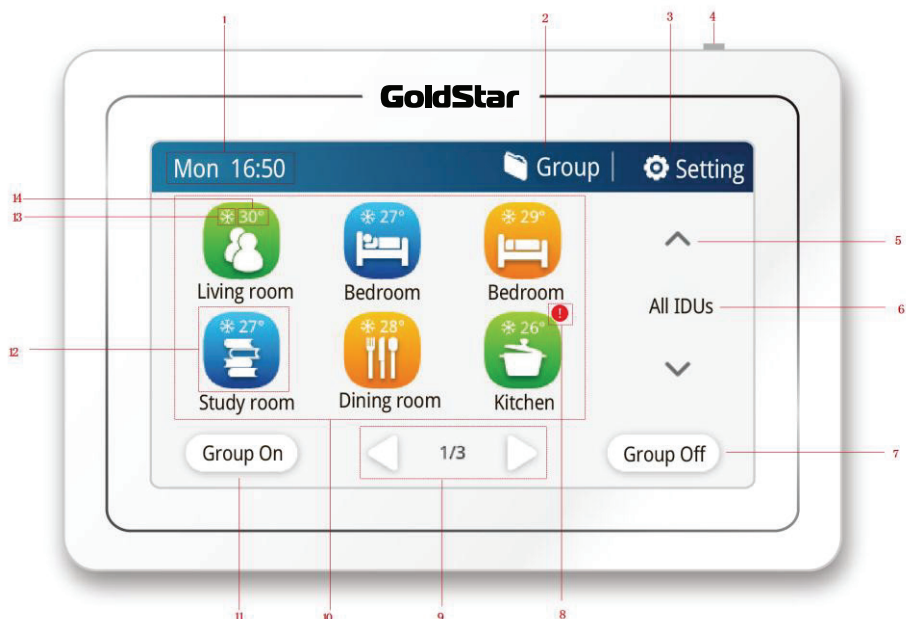 1 2 3 4
GoldStar
Mon 16:50 Group Setting
14
13 30° 27° 29°
5
Living room Bedroom Bedroom
All IDUs 6
!
12 27° 28° 26°
Study room Dining room Kitchen
Group On 1/3 Group Off 7
11 10 9 8